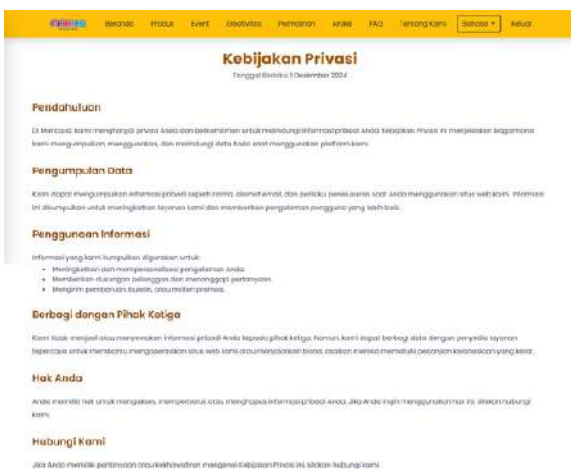 Beranda Produk Event Kreativitas Permainan Artikel FAQ Tentang Kami Bahasa Keluar
Kebijakan Privasi
Tanggal Berlaku: 1 Desember 2024
Pendahuluan
kami menghargai privasi Anda dan berkomitmen untuk melindungi informasi pribadi Anda. Kebijakan Privasi ini menjelaskan bagaimana
kami mengumpulkan, menggunakan, dan melindungi data Anda saat menggunakan platform kami.
Pengumpulan Data
Kami dapat mengumpulkan informasi pribadi seperti nama, alamat email, dan perilaku penelusuran saat Anda menggunakan situs web kami. Informasi
ini dikumpulkan untuk meningkatkan layanan kami dan memberikan pengalaman pengguna yang lebih baik.
Penggunaan Informasi
Informasi yang kami kumpulkan digunakan untuk:
• Meningkatkan dan mempersonalisasi pengalaman Anda.
• Memberikan dukungan pelanggan dan menanggapi pertanyaan.
• Mengirim pembaruan, buletin, atau materi promosi.
Berbagi dengan Pihak Ketiga
Kami tidak menjual atau menyewakan informasi pribadi Anda kepada pihak ketiga. Namun, kami dapat berbagi data dengan penyedia layanan
tepercaya untuk membantu mengoperasikan situs web kami atau menjalankan bisnis, asalkan mereka mematuhi perjanjian kerahasiaan yang ketat.
Hak Anda
Anda memiliki hak untuk mengakses, memperbarui, atau menghapus informasi pribadi Anda. Jika Anda ingin menggunakan hak ini, silakan hubungi
kami.
Hubungi Kami
Jika Anda memiliki pertanyaan atau kekhawatiran mengenai Kebijakan Privasi ini, silakan hubungi kami